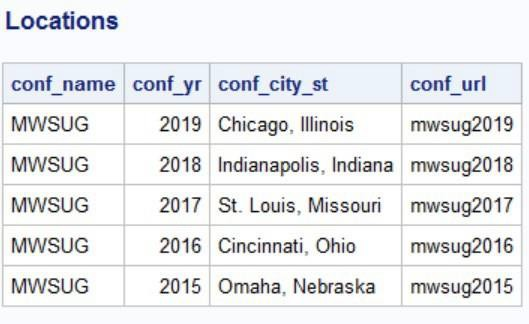 Locations
conf_name conf_yr conf_city_st conf_url
MWSUG 2019 Chicago, Illinois mwsug2019
MWSUG 2018 Indianapolis, Indiana mwsug2018
MWSUG 2017 St. Louis, Missouri mwsug2017
MWSUG 2016 Cincinnati, Ohio mwsug2016
MWSUG 2015 Omaha, Nebraska mwsug2015